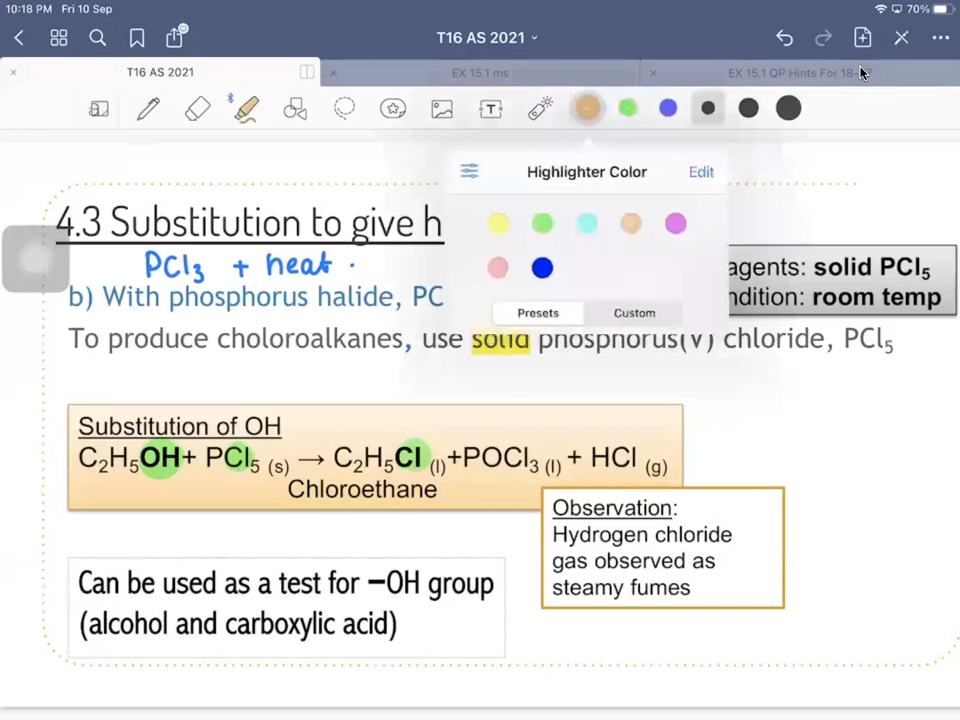 10:18 PM Fri 10 Sep
70%
T16 AS 2021
T16 AS 2021
EX 15.1 ms
EX 15.1 QP Hints For 18-
Highlighter Color
Edit
Presets
Custom
4.3 Substitution to give h
PCl3 + heat
b) With phosphorus halide, PC
agents: solid PCl5
ndition: room temp
To produce choloroalkanes, use solid phosphorus(V) chloride, PCl5
Substitution of OH
C2H5OH+ PCl5 (s) → C2H5Cl (l)+POCl3 (l) + HCl (g)
Chloroethane
Observation:
Hydrogen chloride
gas observed as
steamy fumes
Can be used as a test for –OH group
(alcohol and carboxylic acid)